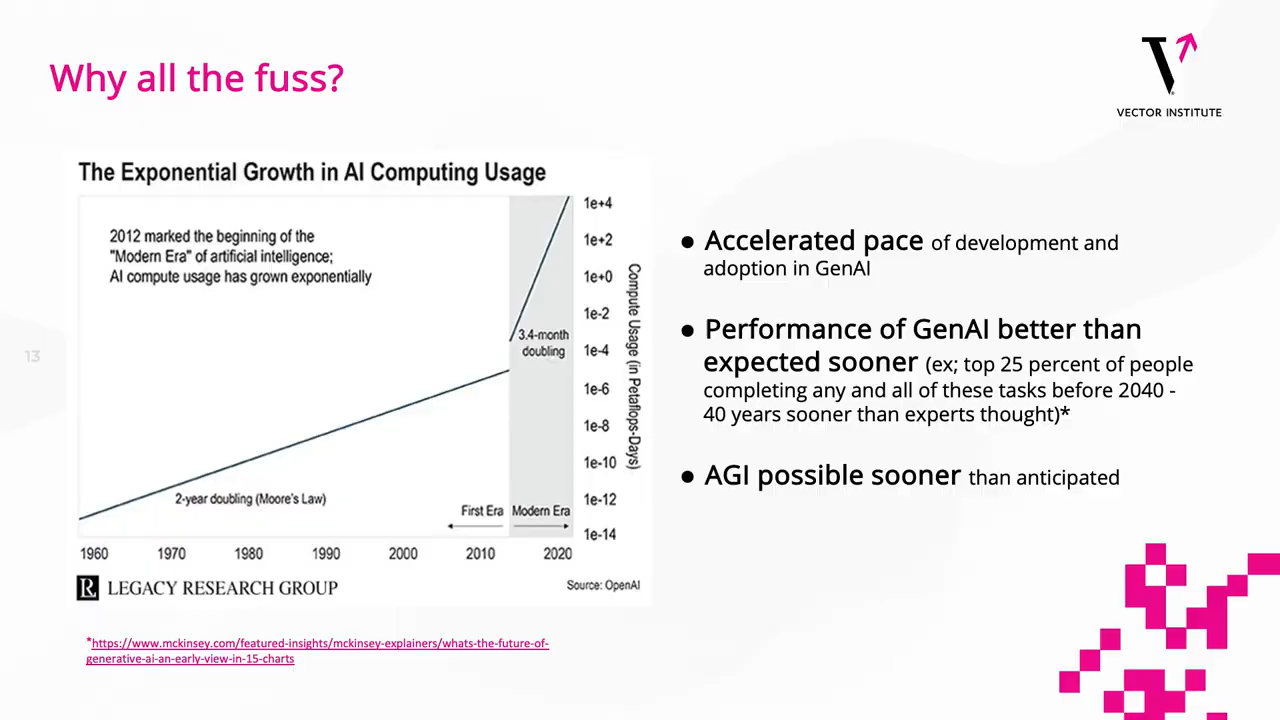 Why all the fuss?
VECTOR INSTITUTE
The Exponential Growth in AI Computing Usage
2012 marked the beginning of the
"Modern Era" of artificial intelligence;
AI compute usage has grown exponentially
1e+4
1e+2
1e+0
1e-2
1e-4
1e-6
1e-8
1e-10
1e-12
1e-14
Compute Usage (in Petaflops-Days)
3.4-month
doubling
2-year doubling (Moore's Law)
First Era
Modern Era
1960
1970
1980
1990
2000
2010
2020
LEGACY RESEARCH GROUP
Source: OpenAI
● Accelerated pace of development and
adoption in GenAI
● Performance of GenAI better than
expected sooner (ex; top 25 percent of people
completing any and all of these tasks before 2040 -
40 years sooner than experts thought)*
● AGI possible sooner than anticipated
13
*https://www.mckinsey.com/featured-insights/mckinsey-explainers/whats-the-future-of-
generative-ai-an-early-view-in-15-charts